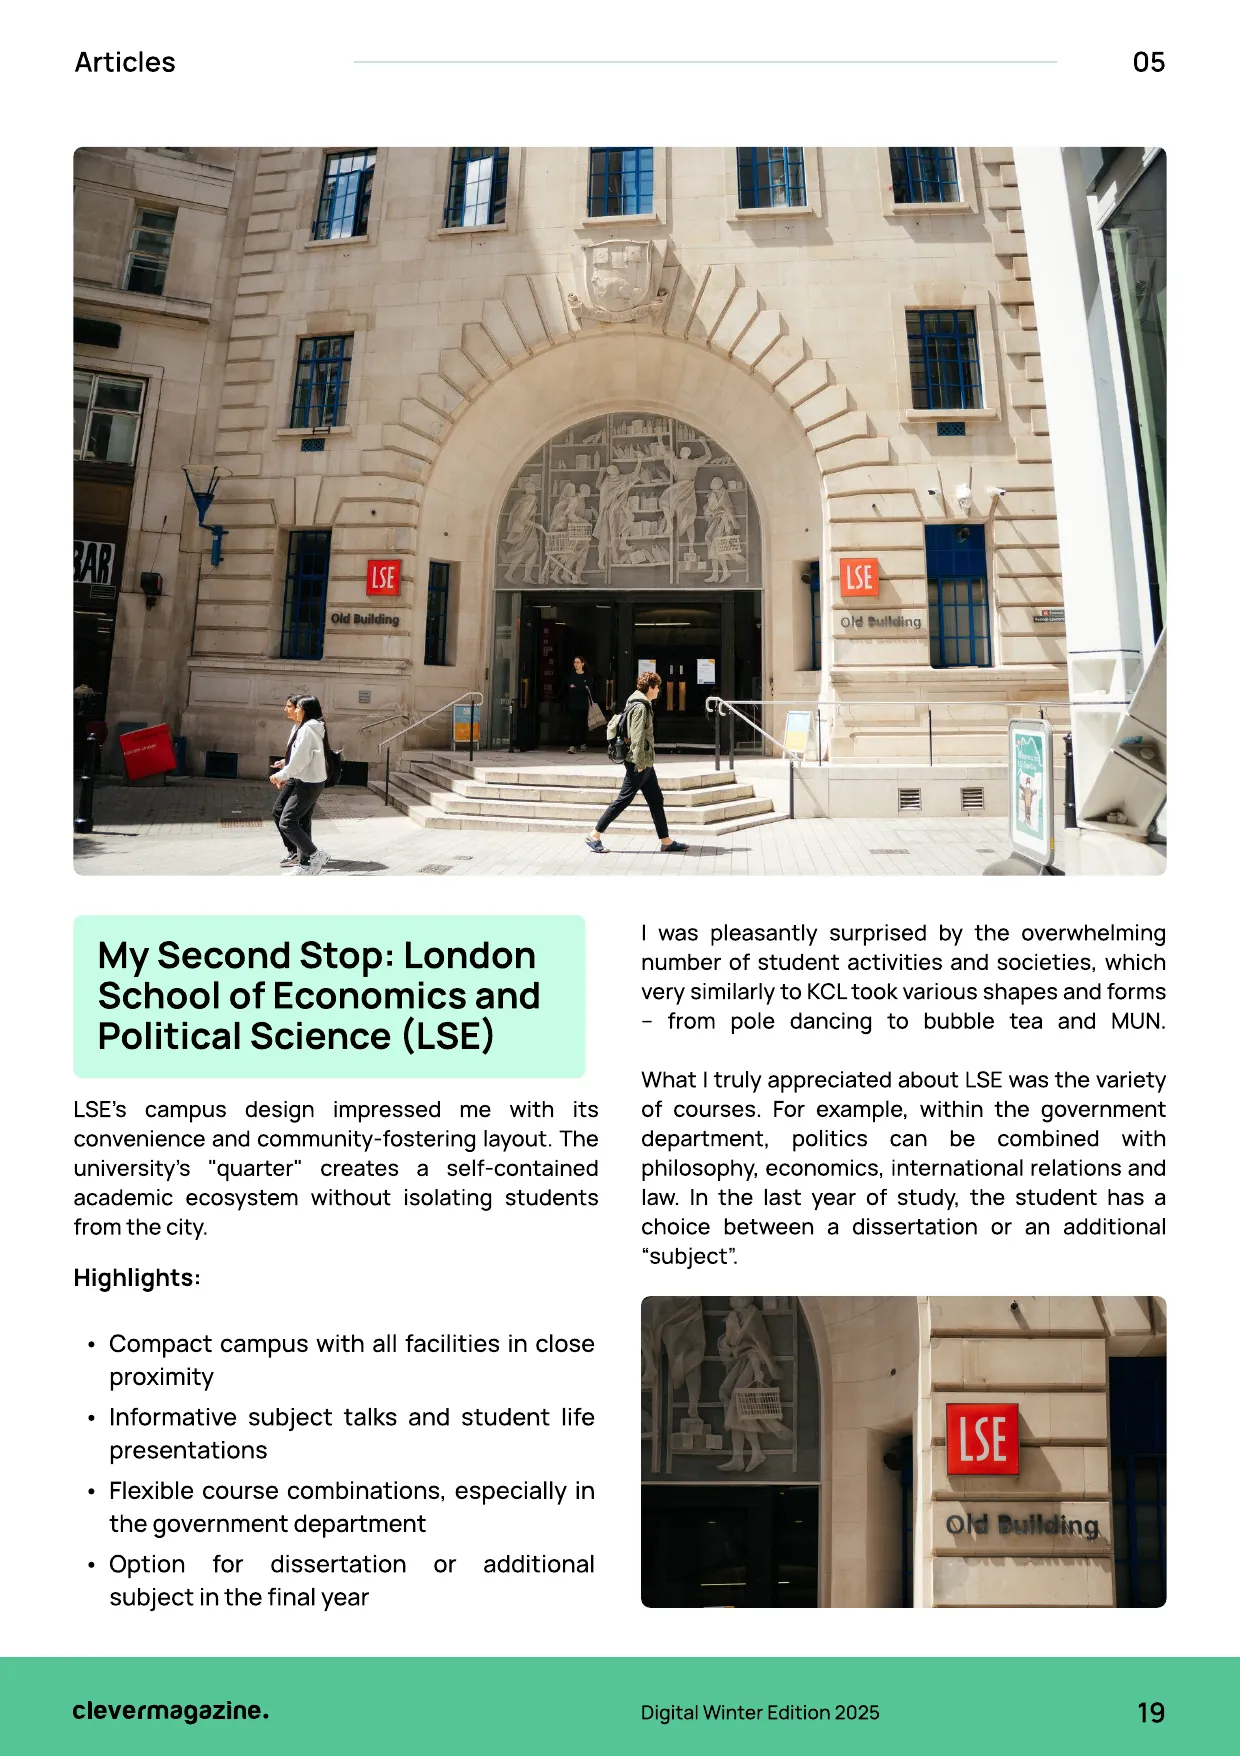 Articles
05
BAR
LSE
Old Building
LSE
Old Building
My Second Stop: London
School of Economics and
Political Science (LSE)
LSE's campus design impressed me with its
convenience and community-fostering layout. The
university's "quarter" creates a self-contained
academic ecosystem without isolating students
from the city.
Highlights:
• Compact campus with all facilities in close
proximity
• Informative subject talks and student life
presentations
• Flexible course combinations, especially in
the government department
• Option for dissertation or additional
subject in the final year
I was pleasantly surprised by the overwhelming
number of student activities and societies, which
very similarly to KCL took various shapes and forms
– from pole dancing to bubble tea and MUN.
What I truly appreciated about LSE was the variety
of courses. For example, within the government
department, politics can be combined with
philosophy, economics, international relations and
law. In the last year of study, the student has a
choice between a dissertation or an additional
“subject”.
LSE
Old Building
clevermagazine.
Digital Winter Edition 2025
19